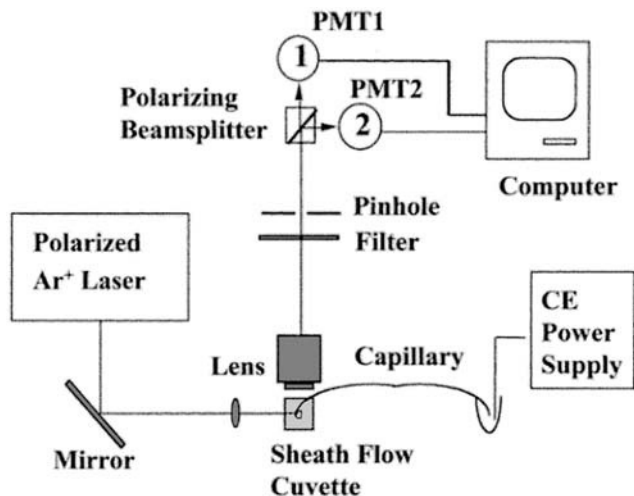 PMT1
1
PMT2
2
Polarizing
Beamsplitter
Computer
Pinhole
Filter
Polarized
Ar⁺ Laser
CE
Power
Supply
Lens
Capillary
Mirror
Sheath Flow
Cuvette